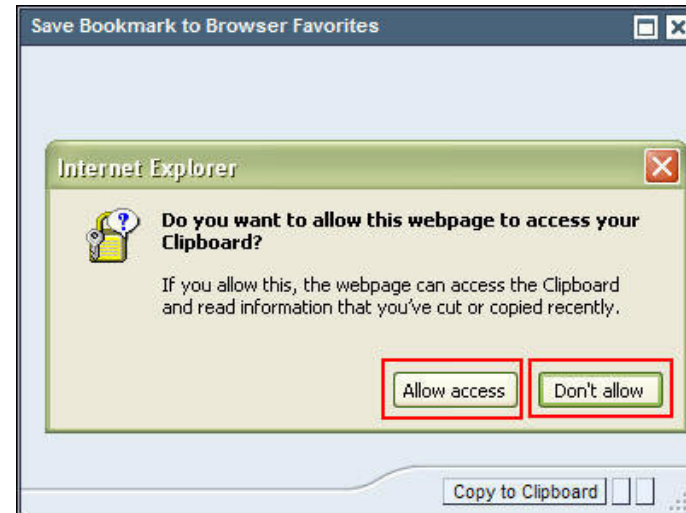 Save Bookmark to Browser Favorites
Internet Explorer
Do you want to allow this webpage to access your
Clipboard?
If you allow this, the webpage can access the Clipboard
and read information that you've cut or copied recently.
Allow access Don't allow
Copy to Clipboard